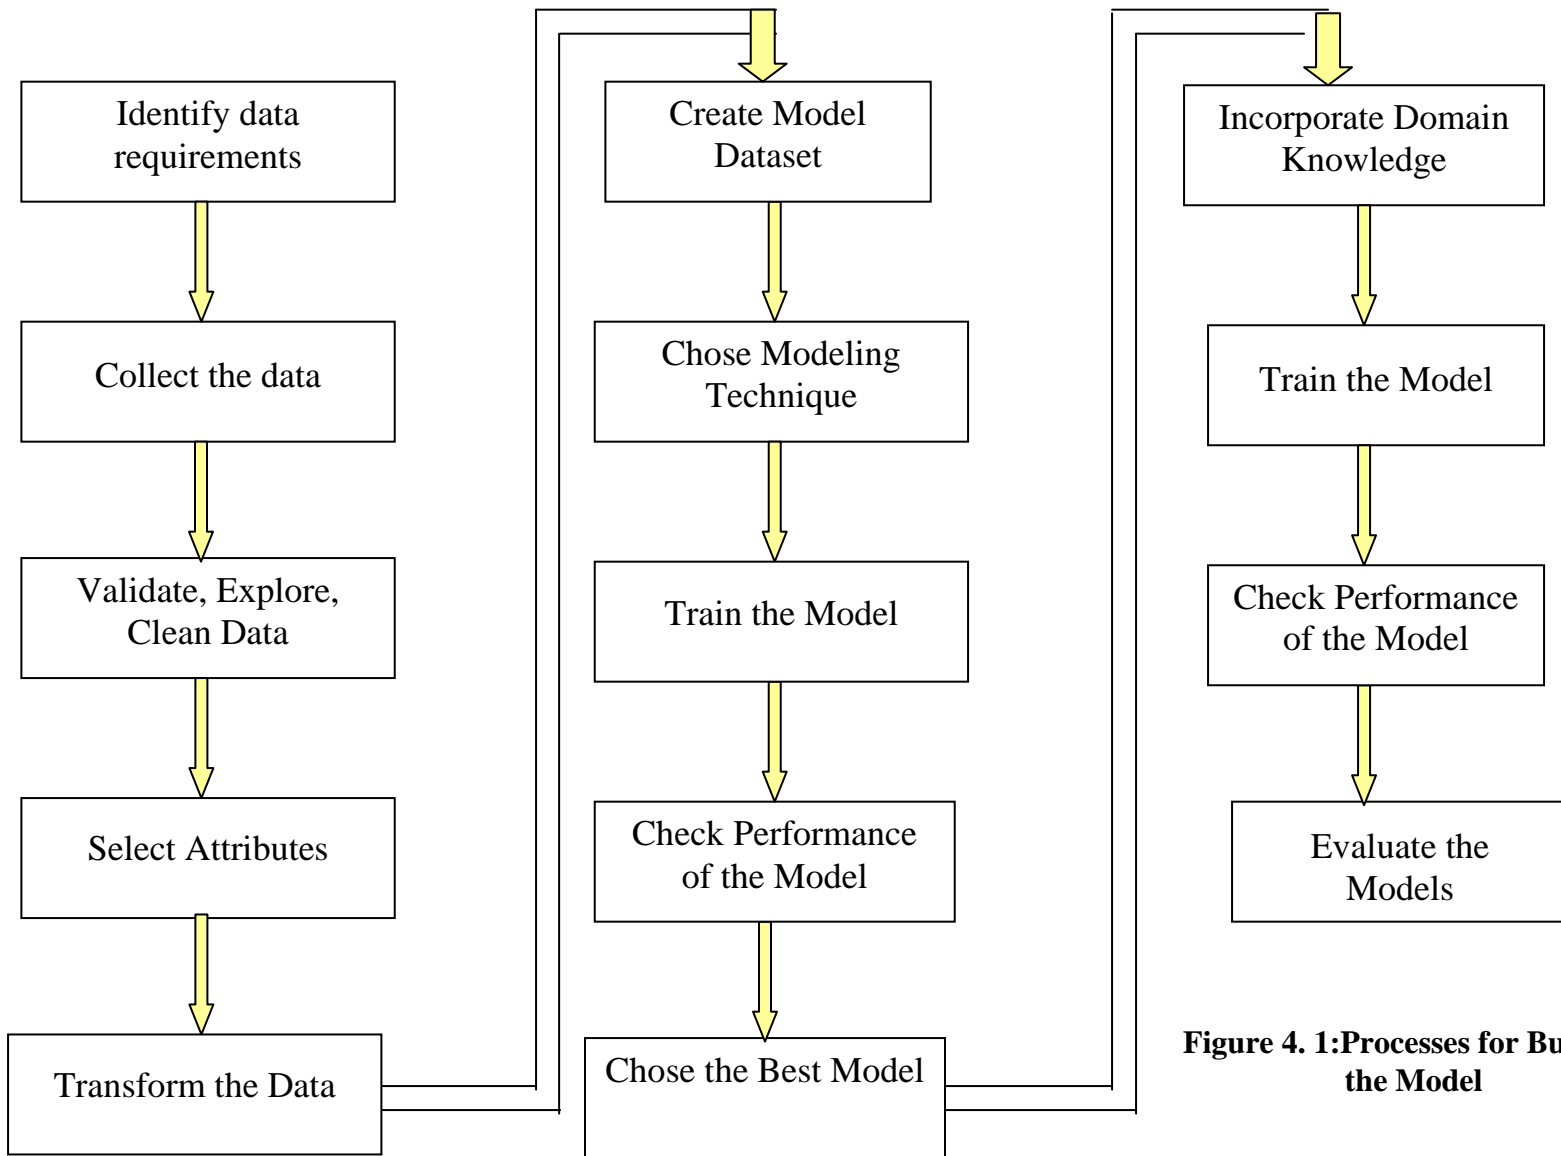 Identify data
requirements
Collect the data
Validate, Explore,
Clean Data
Select Attributes
Transform the Data
Create Model
Dataset
Chose Modeling
Technique
Train the Model
Check Performance
of the Model
Chose the Best Model
Incorporate Domain
Knowledge
Train the Model
Check Performance
of the Model
Evaluate the
Models
Figure 4. 1:Processes for Bu
the Model